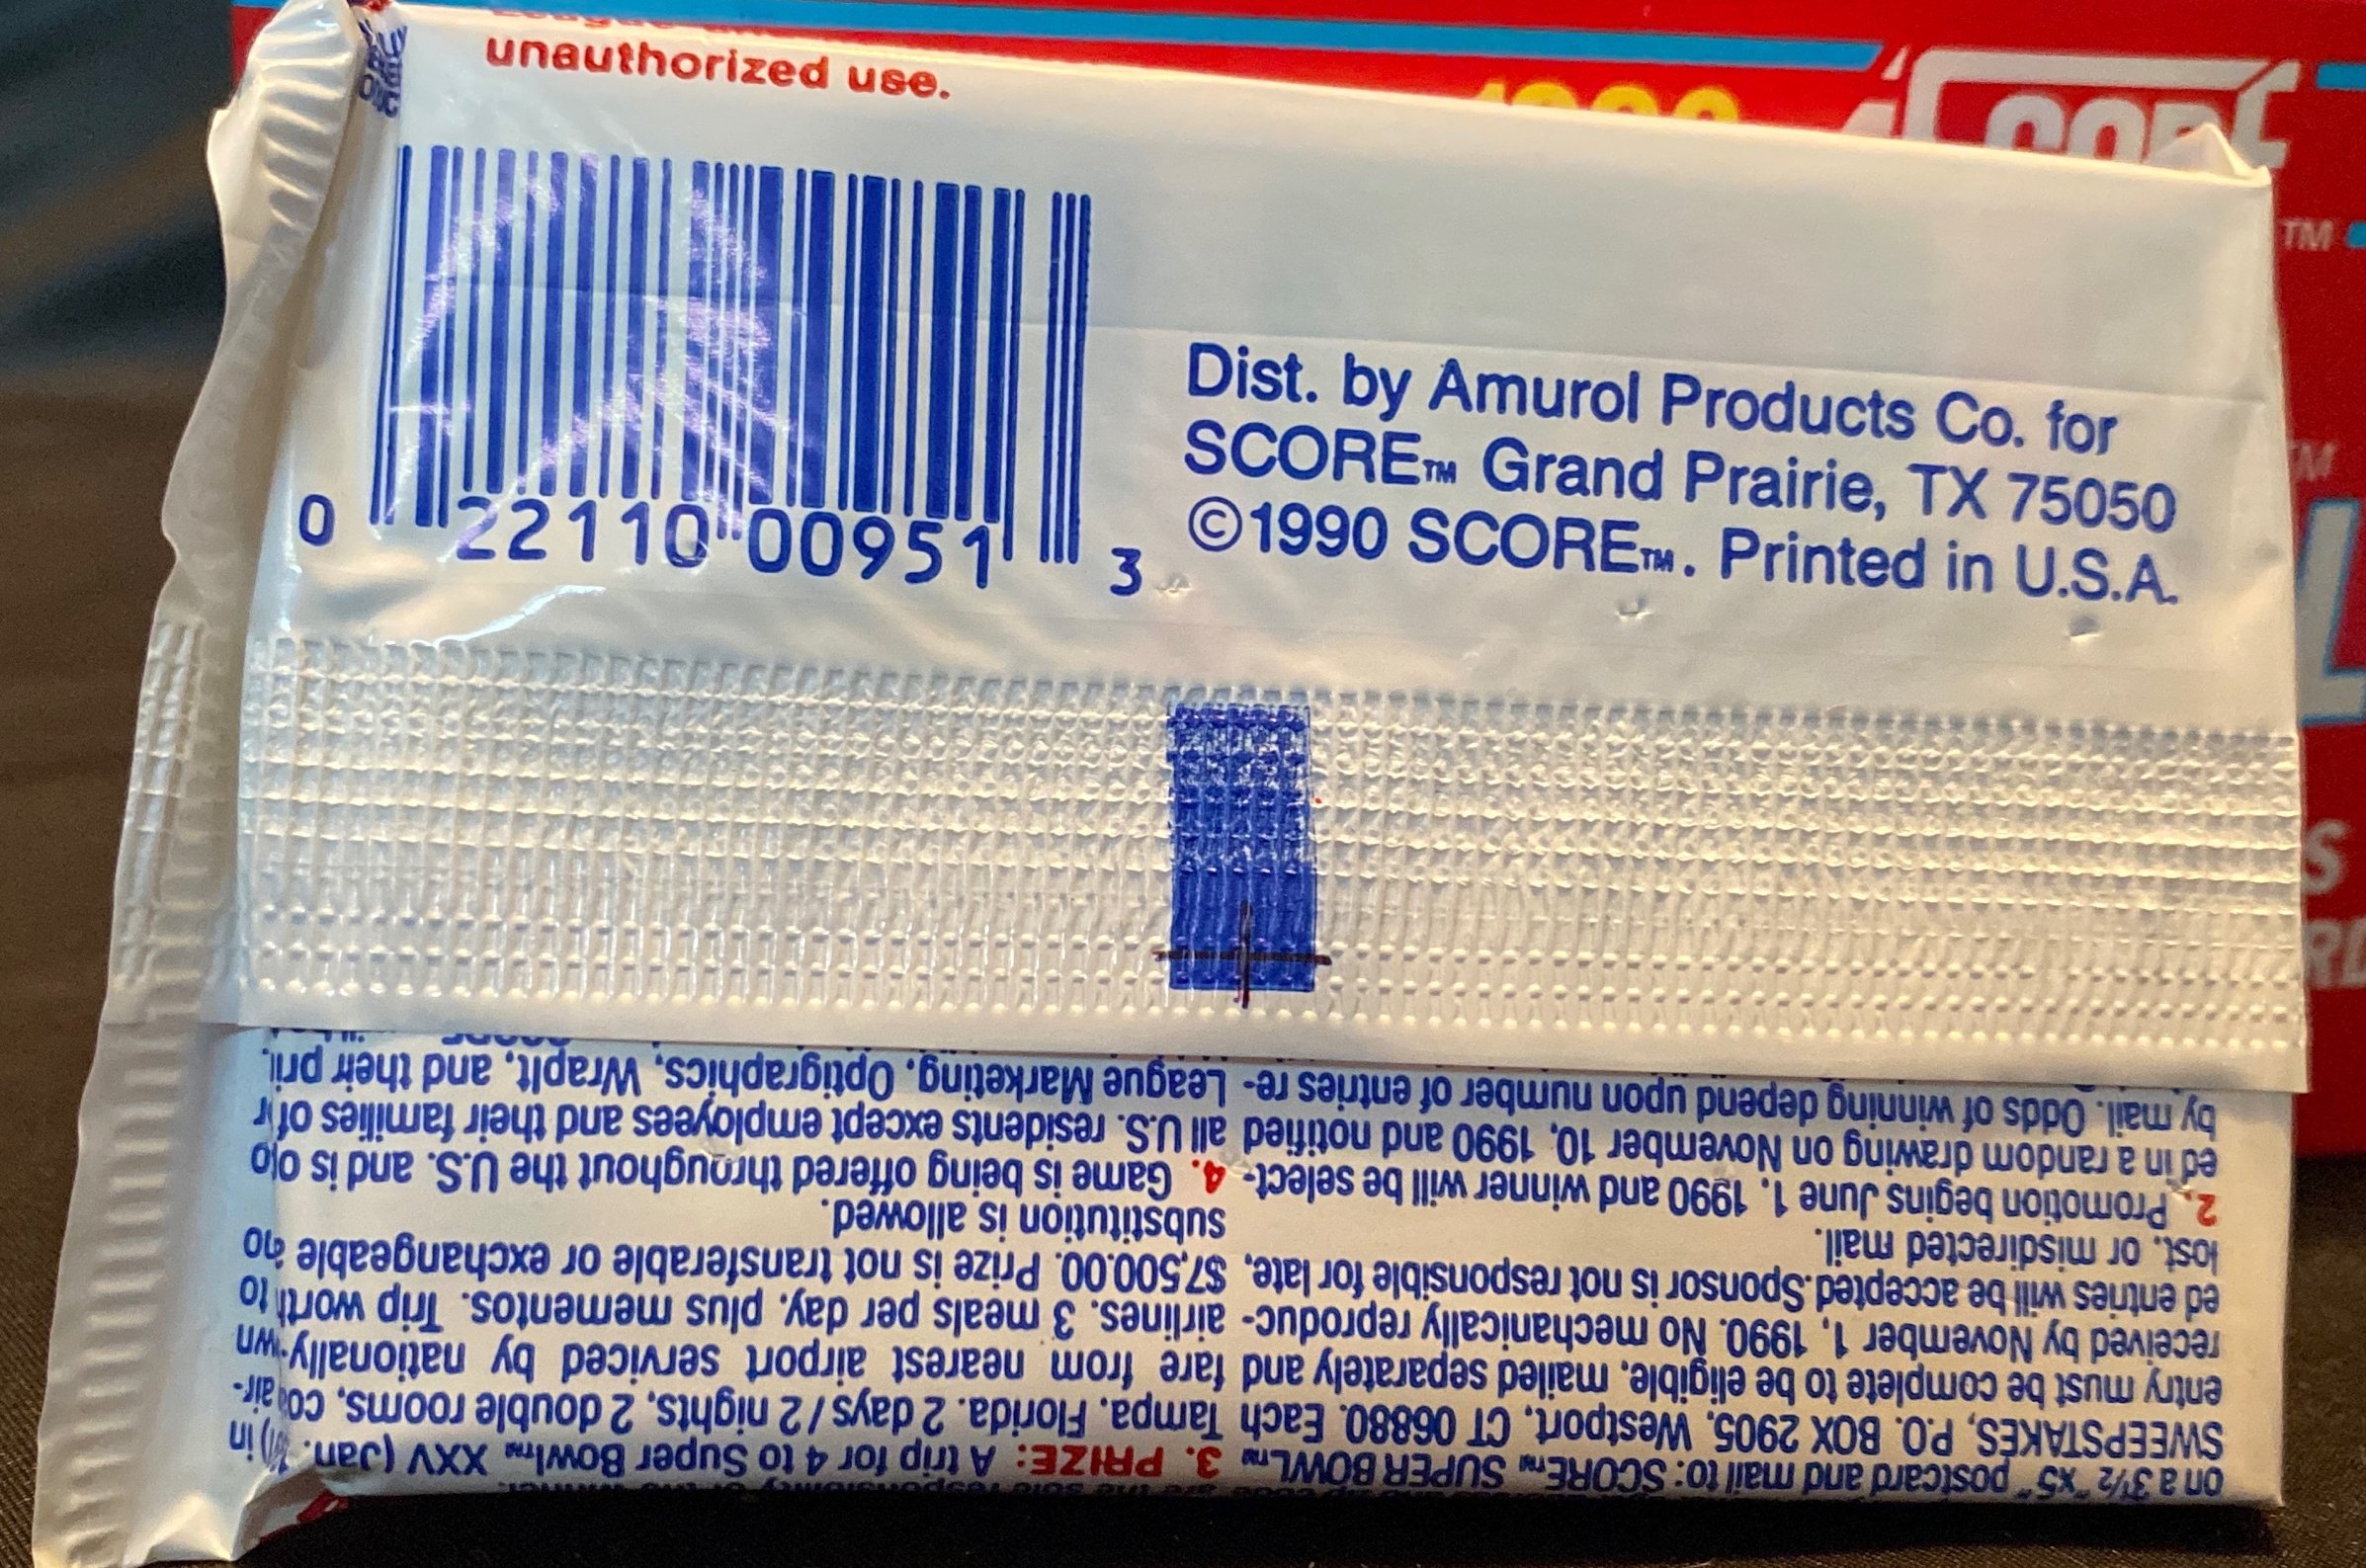 unauthorized use.
0 22110 00951 3
Dist. by Amurol Products Co. for
SCORE™ Grand Prairie, TX 75050
©1990 SCORE™. Printed in U.S.A.
on a 3½"x5" postcard and mail to: SCORE™ SUPER BOWL™
SWEEPSTAKES, P.O. BOX 2905, Westport, CT 06880. Each
entry must be complete to be eligible, mailed separately and
received by November 1, 1990. No mechanically reproduc-
ed entries will be accepted. Sponsor is not responsible for late,
lost, or misdirected mail.
2. Promotion begins June 1, 1990 and winner will be select-
ed in a random drawing on November 10, 1990 and notified
by mail. Odds of winning depend upon number of entries re-
3. PRIZE: A trip for 4 to Super Bowl™ XXV (Jan. in
Tampa, Florida. 2 days/2 nights, 2 double rooms, air-
fare from nearest airport serviced by nationally
airlines, 3 meals per day, plus mementos. Trip worth
$7,500.00. Prize is not transferable or exchangeable
substitution is allowed.
4. Game is being offered throughout the U.S. and is
all U.S. residents except employees and their families of
League Marketing, Optigraphics, WrapIt, and their
SCORE
TM
TM
L
S
RD